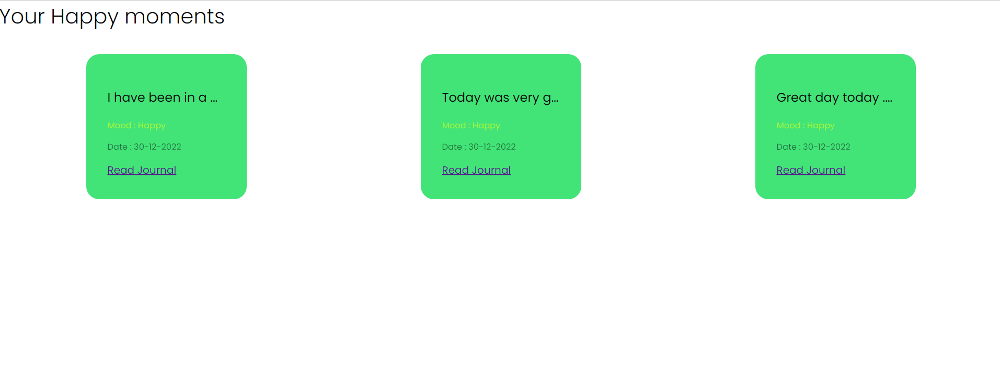 Your Happy moments
I have been in a ...
Mood : Happy
Date : 30-12-2022
Read Journal
Today was very g...
Mood : Happy
Date : 30-12-2022
Read Journal
Great day today ....
Mood : Happy
Date : 30-12-2022
Read Journal